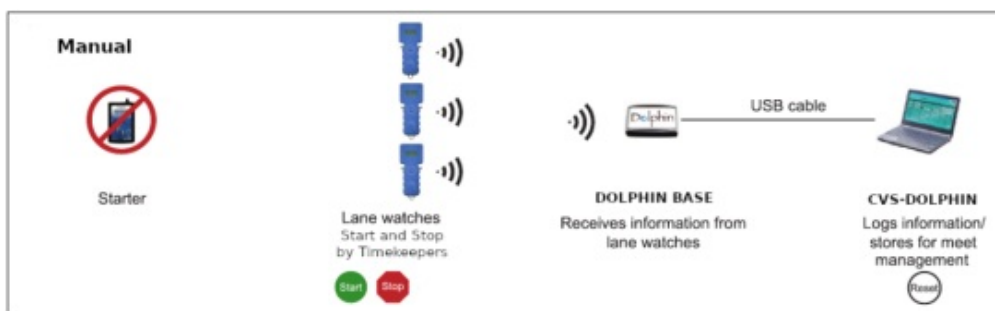 Manual
Starter
Lane watches
Start and Stop
by Timekeepers
Start
Stop
Dolphin
DOLPHIN BASE
Receives information from
lane watches
USB cable
CVS-DOLPHIN
Logs information/
stores for meet
management
Reset